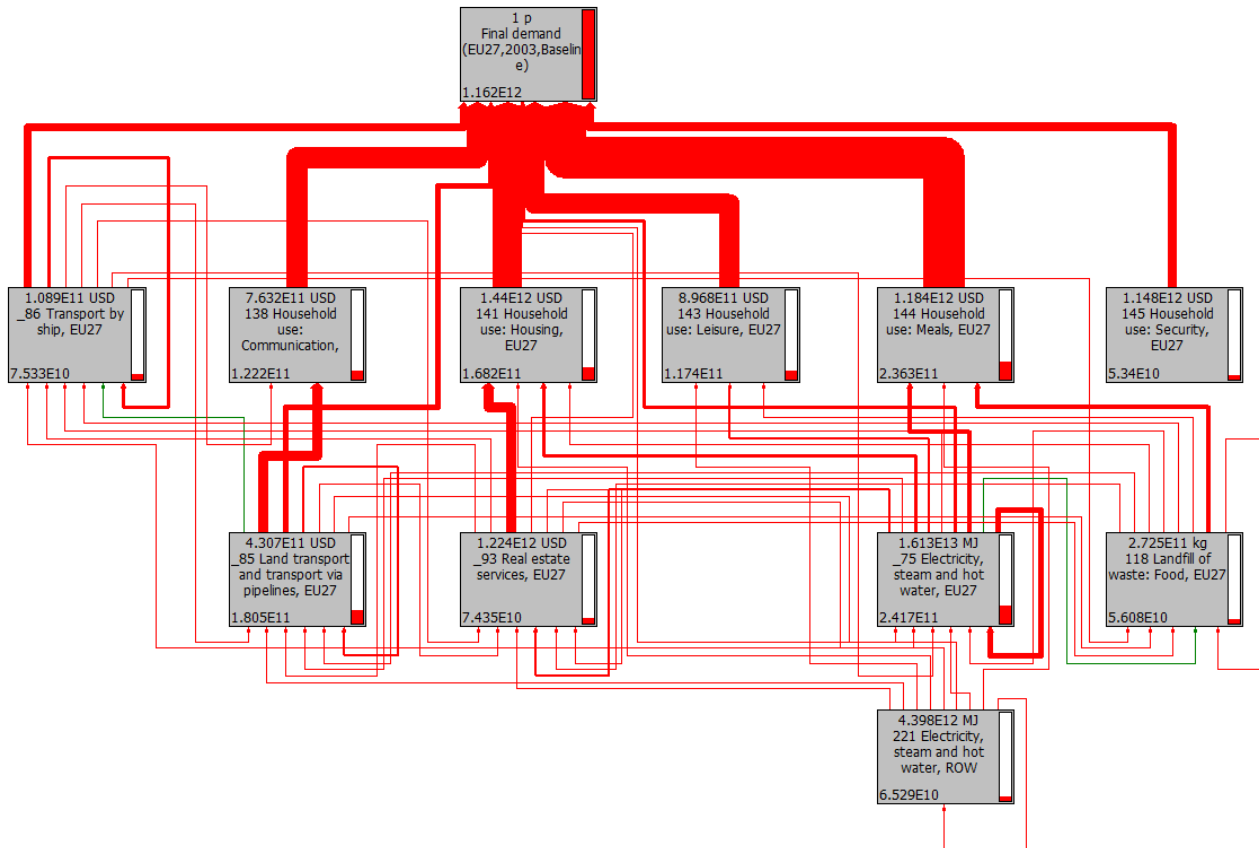 1 p
Final demand
(EU27,2003,Baselin
e)
1.162E12
1.089E11 USD
_86 Transport by
ship, EU27
7.533E10
7.632E11 USD
138 Household
use:
Communication,
1.222E11
1.44E12 USD
141 Household
use: Housing,
EU27
1.682E11
8.968E11 USD
143 Household
use: Leisure, EU27
1.174E11
1.184E12 USD
144 Household
use: Meals, EU27
2.363E11
1.148E12 USD
145 Household
use: Security,
EU27
5.34E10
4.307E11 USD
_85 Land transport
and transport via
pipelines, EU27
1.805E11
1.224E12 USD
_93 Real estate
services, EU27
7.435E10
1.613E13 MJ
_75 Electricity,
steam and hot
water, EU27
2.417E11
2.725E11 kg
118 Landfill of
waste: Food, EU27
5.608E10
4.398E12 MJ
221 Electricity,
steam and hot
water, ROW
6.529E10